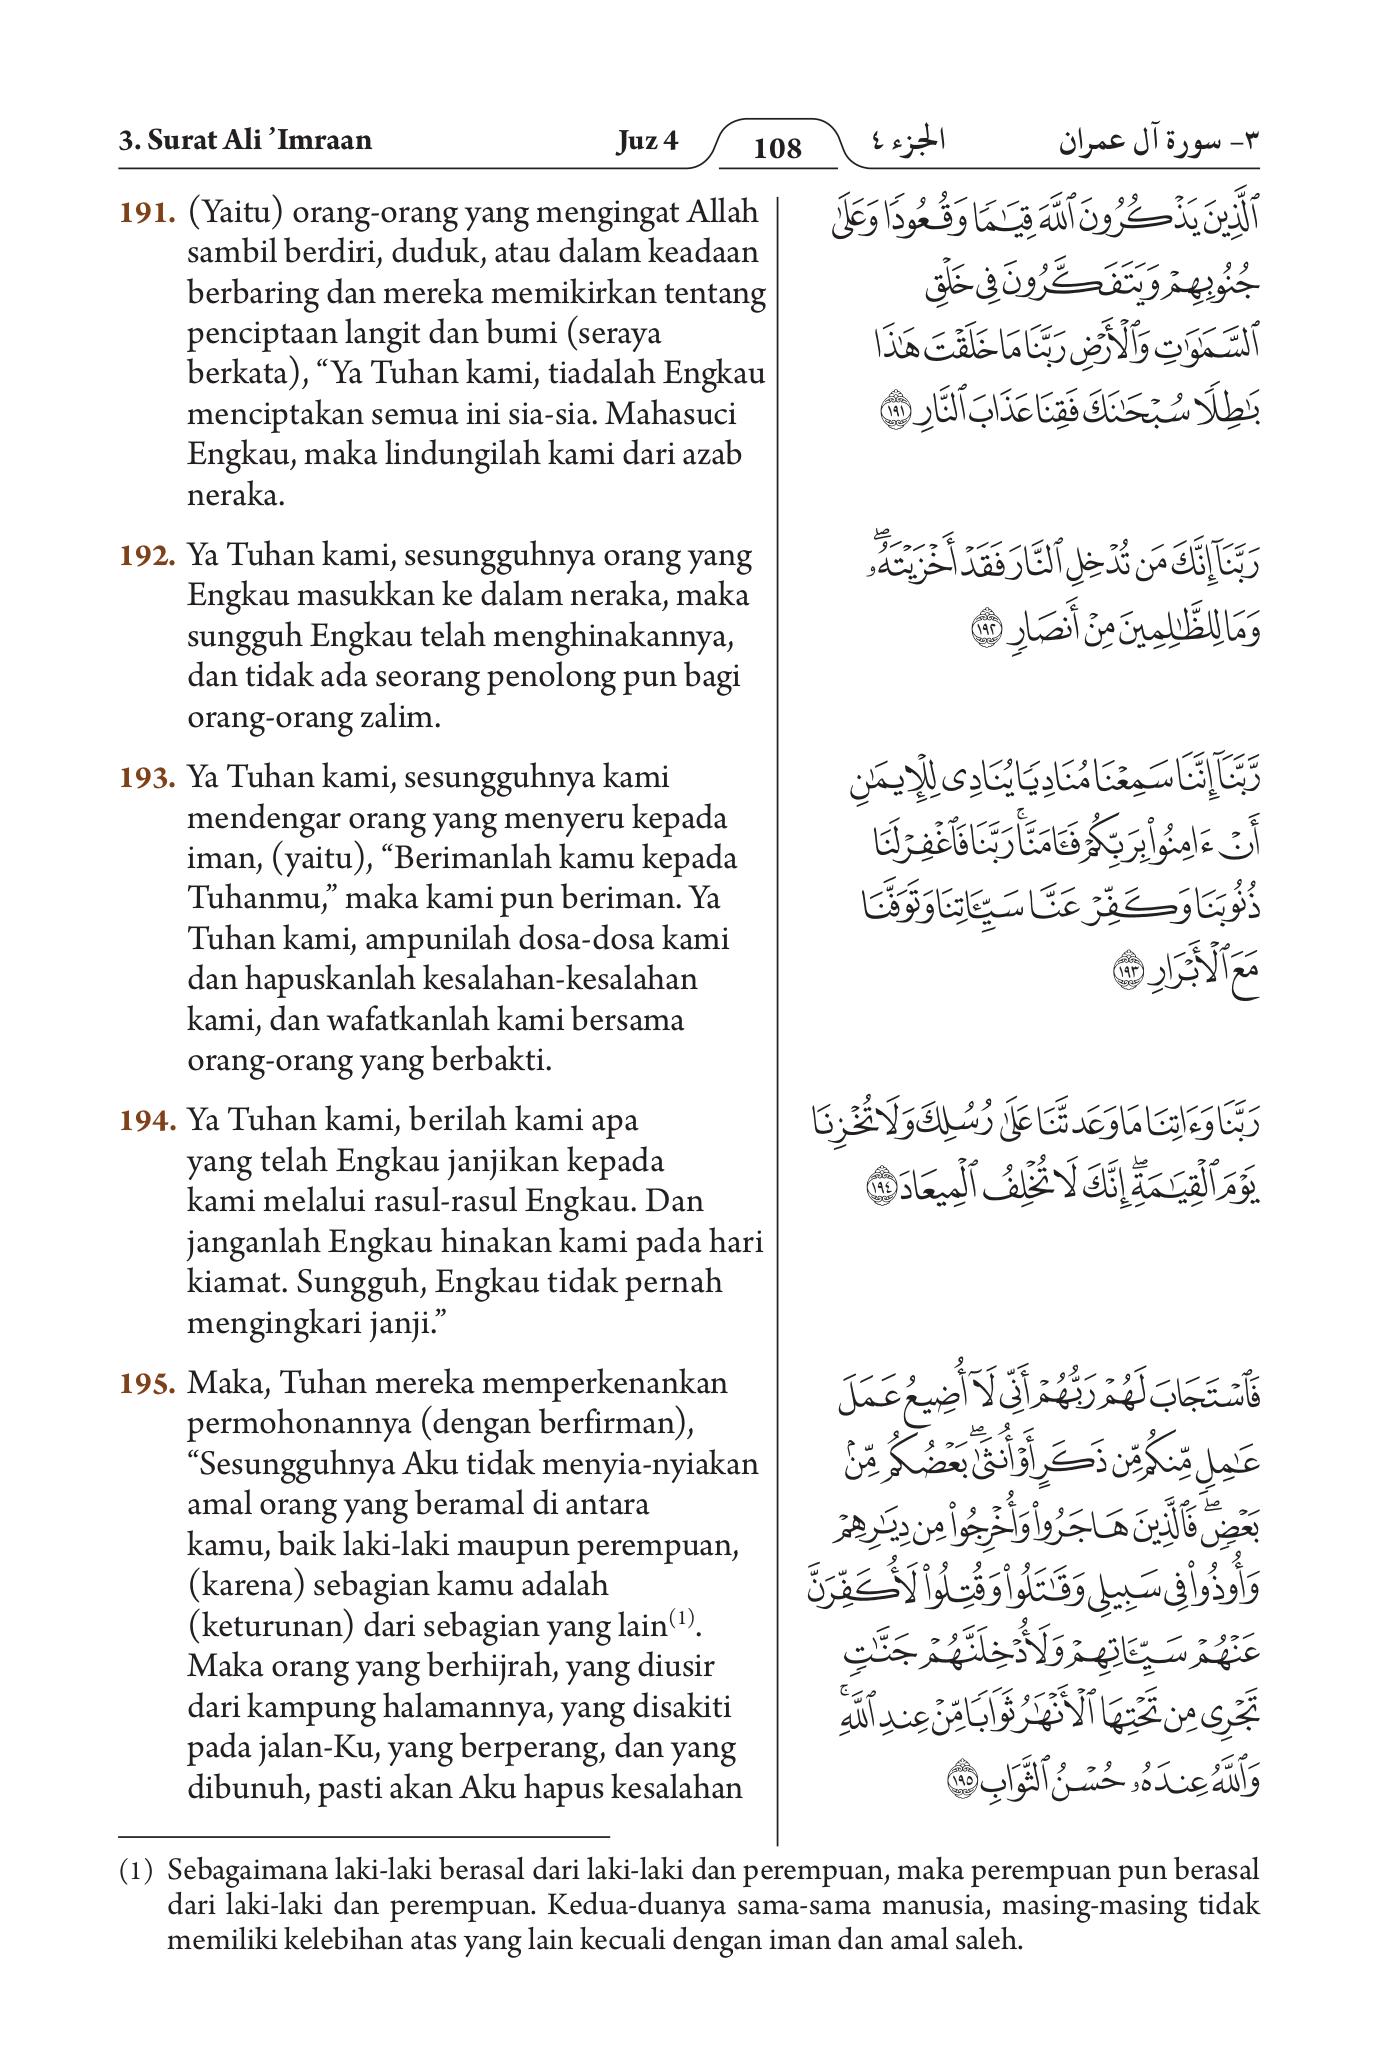 3. Surat Ali ’Imraan
Juz 4
108
الجزء ٤
٣- سورة آل عمران
191. (Yaitu) orang-orang yang mengingat Allah
sambil berdiri, duduk, atau dalam keadaan
berbaring dan mereka memikirkan tentang
penciptaan langit dan bumi (seraya
berkata), “Ya Tuhan kami, tiadalah Engkau
menciptakan semua ini sia-sia. Mahasuci
Engkau, maka lindungilah kami dari azab
neraka.
192. Ya Tuhan kami, sesungguhnya orang yang
Engkau masukkan ke dalam neraka, maka
sungguh Engkau telah menghinakannya,
dan tidak ada seorang penolong pun bagi
orang-orang zalim.
193. Ya Tuhan kami, sesungguhnya kami
mendengar orang yang menyeru kepada
iman, (yaitu), “Berimanlah kamu kepada
Tuhanmu,” maka kami pun beriman. Ya
Tuhan kami, ampunilah dosa-dosa kami
dan hapuskanlah kesalahan-kesalahan
kami, dan wafatkanlah kami bersama
orang-orang yang berbakti.
194. Ya Tuhan kami, berilah kami apa
yang telah Engkau janjikan kepada
kami melalui rasul-rasul Engkau. Dan
janganlah Engkau hinakan kami pada hari
kiamat. Sungguh, Engkau tidak pernah
mengingkari janji.”
195. Maka, Tuhan mereka memperkenankan
permohonannya (dengan berfirman),
“Sesungguhnya Aku tidak menyia-nyiakan
amal orang yang beramal di antara
kamu, baik laki-laki maupun perempuan,
(karena) sebagian kamu adalah
(keturunan) dari sebagian yang lain(1).
Maka orang yang berhijrah, yang diusir
dari kampung halamannya, yang disakiti
pada jalan-Ku, yang berperang, dan yang
dibunuh, pasti akan Aku hapus kesalahan
ٱلَّذِينَ يَذْكُرُونَ ٱللَّهَ قِيَٰمًا وَقُعُودًا وَعَلَىٰ
جُنُوبِهِمْ وَيَتَفَكَّرُونَ فِى خَلْقِ
ٱلسَّمَٰوَٰتِ وَٱلْأَرْضِ رَبَّنَا مَا خَلَقْتَ هَٰذَا
بَٰطِلًا سُبْحَٰنَكَ فَقِنَا عَذَابَ ٱلنَّارِ ١٩١
رَبَّنَآ إِنَّكَ مَن تُدْخِلِ ٱلنَّارَ فَقَدْ أَخْزَيْتَهُۥۖ
وَمَا لِلظَّٰلِمِينَ مِنْ أَنصَارٍ ١٩٢
رَّبَّنَآ إِنَّنَا سَمِعْنَا مُنَادِيًا يُنَادِى لِلْإِيمَٰنِ
أَنْ ءَامِنُوا۟ بِرَبِّكُمْ فَـَٔامَنَّاۚ رَبَّنَا فَٱغْفِرْ لَنَا
ذُنُوبَنَا وَكَفِّرْ عَنَّا سَيِّـَٔاتِنَا وَتَوَفَّنَا
مَعَ ٱلْأَبْرَارِ ١٩٣
رَبَّنَا وَءَاتِنَا مَا وَعَدتَّنَا عَلَىٰ رُسُلِكَ وَلَا تُخْزِنَا
يَوْمَ ٱلْقِيَٰمَةِۖ إِنَّكَ لَا تُخْلِفُ ٱلْمِيعَادَ ١٩٤
فَٱسْتَجَابَ لَهُمْ رَبُّهُمْ أَنِّى لَآ أُضِيعُ عَمَلَ
عَٰمِلٍ مِّنكُم مِّن ذَكَرٍ أَوْ أُنثَىٰۖ بَعْضُكُم مِّنۢ
بَعْضٍۖ فَٱلَّذِينَ هَاجَرُوا۟ وَأُخْرِجُوا۟ مِن دِيَٰرِهِمْ
وَأُوذُوا۟ فِى سَبِيلِى وَقَٰتَلُوا۟ وَقُتِلُوا۟ لَأُكَفِّرَنَّ
عَنْهُمْ سَيِّـَٔاتِهِمْ وَلَأُدْخِلَنَّهُمْ جَنَّٰتٍ
تَجْرِى مِن تَحْتِهَا ٱلْأَنْهَٰرُ ثَوَابًا مِّنْ عِندِ ٱللَّهِۚ
وَٱللَّهُ عِندَهُۥ حُسْنُ ٱلثَّوَابِ ١٩٥
(1) Sebagaimana laki-laki berasal dari laki-laki dan perempuan, maka perempuan pun berasal
dari laki-laki dan perempuan. Kedua-duanya sama-sama manusia, masing-masing tidak
memiliki kelebihan atas yang lain kecuali dengan iman dan amal saleh.